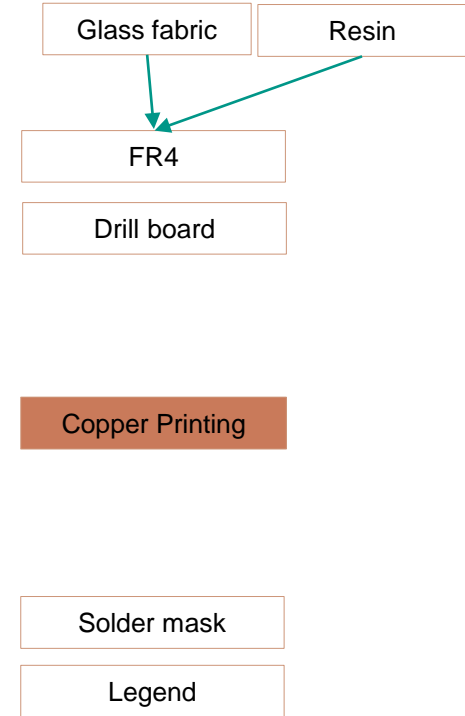 Glass fabric
Resin
FR4
Drill board
Copper Printing
Solder mask
Legend